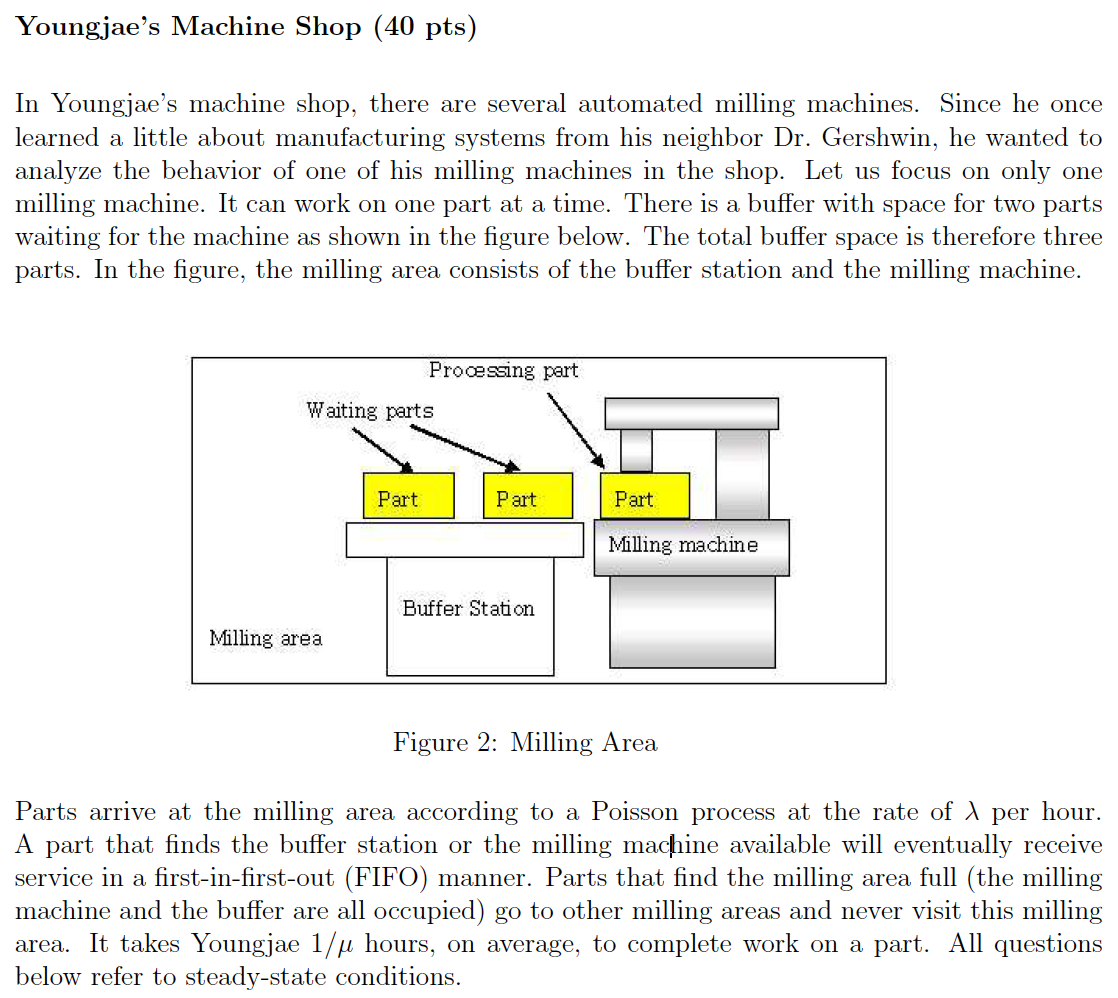 Youngjae's Machine Shop (40 pts)
In Youngjae's machine shop, there are several automated milling machines. Since he once
learned a little about manufacturing systems from his neighbor Dr. Gershwin, he wanted to
analyze the behavior of one of his milling machines in the shop. Let us focus on only one
milling machine. It can work on one part at a time. There is a buffer with space for two parts
waiting for the machine as shown in the figure below. The total buffer space is therefore three
parts. In the figure, the milling area consists of the buffer station and the milling machine.
Processing part
Waiting parts
Part Part Part
Milling machine
Buffer Station
Milling area
Figure 2: Milling Area
Parts arrive at the milling area according to a Poisson process at the rate of λ per hour.
A part that finds the buffer station or the milling machine available will eventually receive
service in a first-in-first-out (FIFO) manner. Parts that find the milling area full (the milling
machine and the buffer are all occupied) go to other milling areas and never visit this milling
area. It takes Youngjae 1/μ hours, on average, to complete work on a part. All questions
below refer to steady-state conditions.